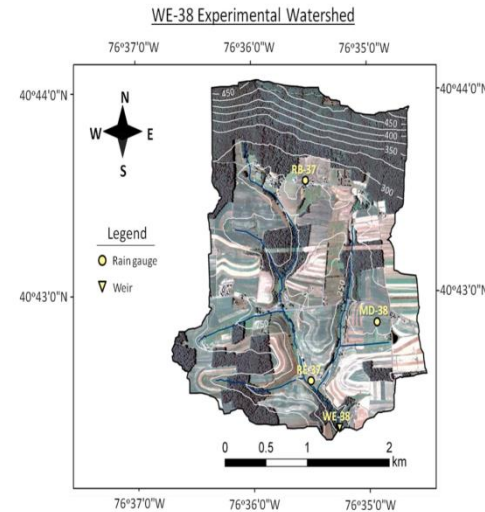 WE-38 Experimental Watershed
76°37'0"W 76°36'0"W 76°35'0"W
40°44'0"N 40°44'0"N
N
W E
S
450
450
400
350
300
RB-37
Legend
Rain gauge
Weir
40°43'0"N 40°43'0"N
MD-38
RE-37
WE-38
0 0.5 1 2
km
76°37'0"W 76°36'0"W 76°35'0"W